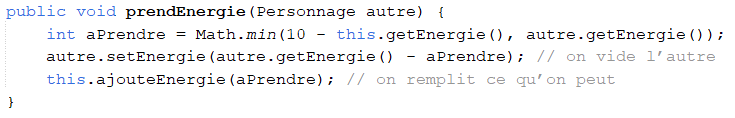 public void prendEnergie(Personnage autre) {
    int aPrendre = Math.min(10 - this.getEnergie(), autre.getEnergie());
    autre.setEnergie(autre.getEnergie() - aPrendre); // on vide l’autre
    this.ajouteEnergie(aPrendre); // on remplit ce qu’on peut
}